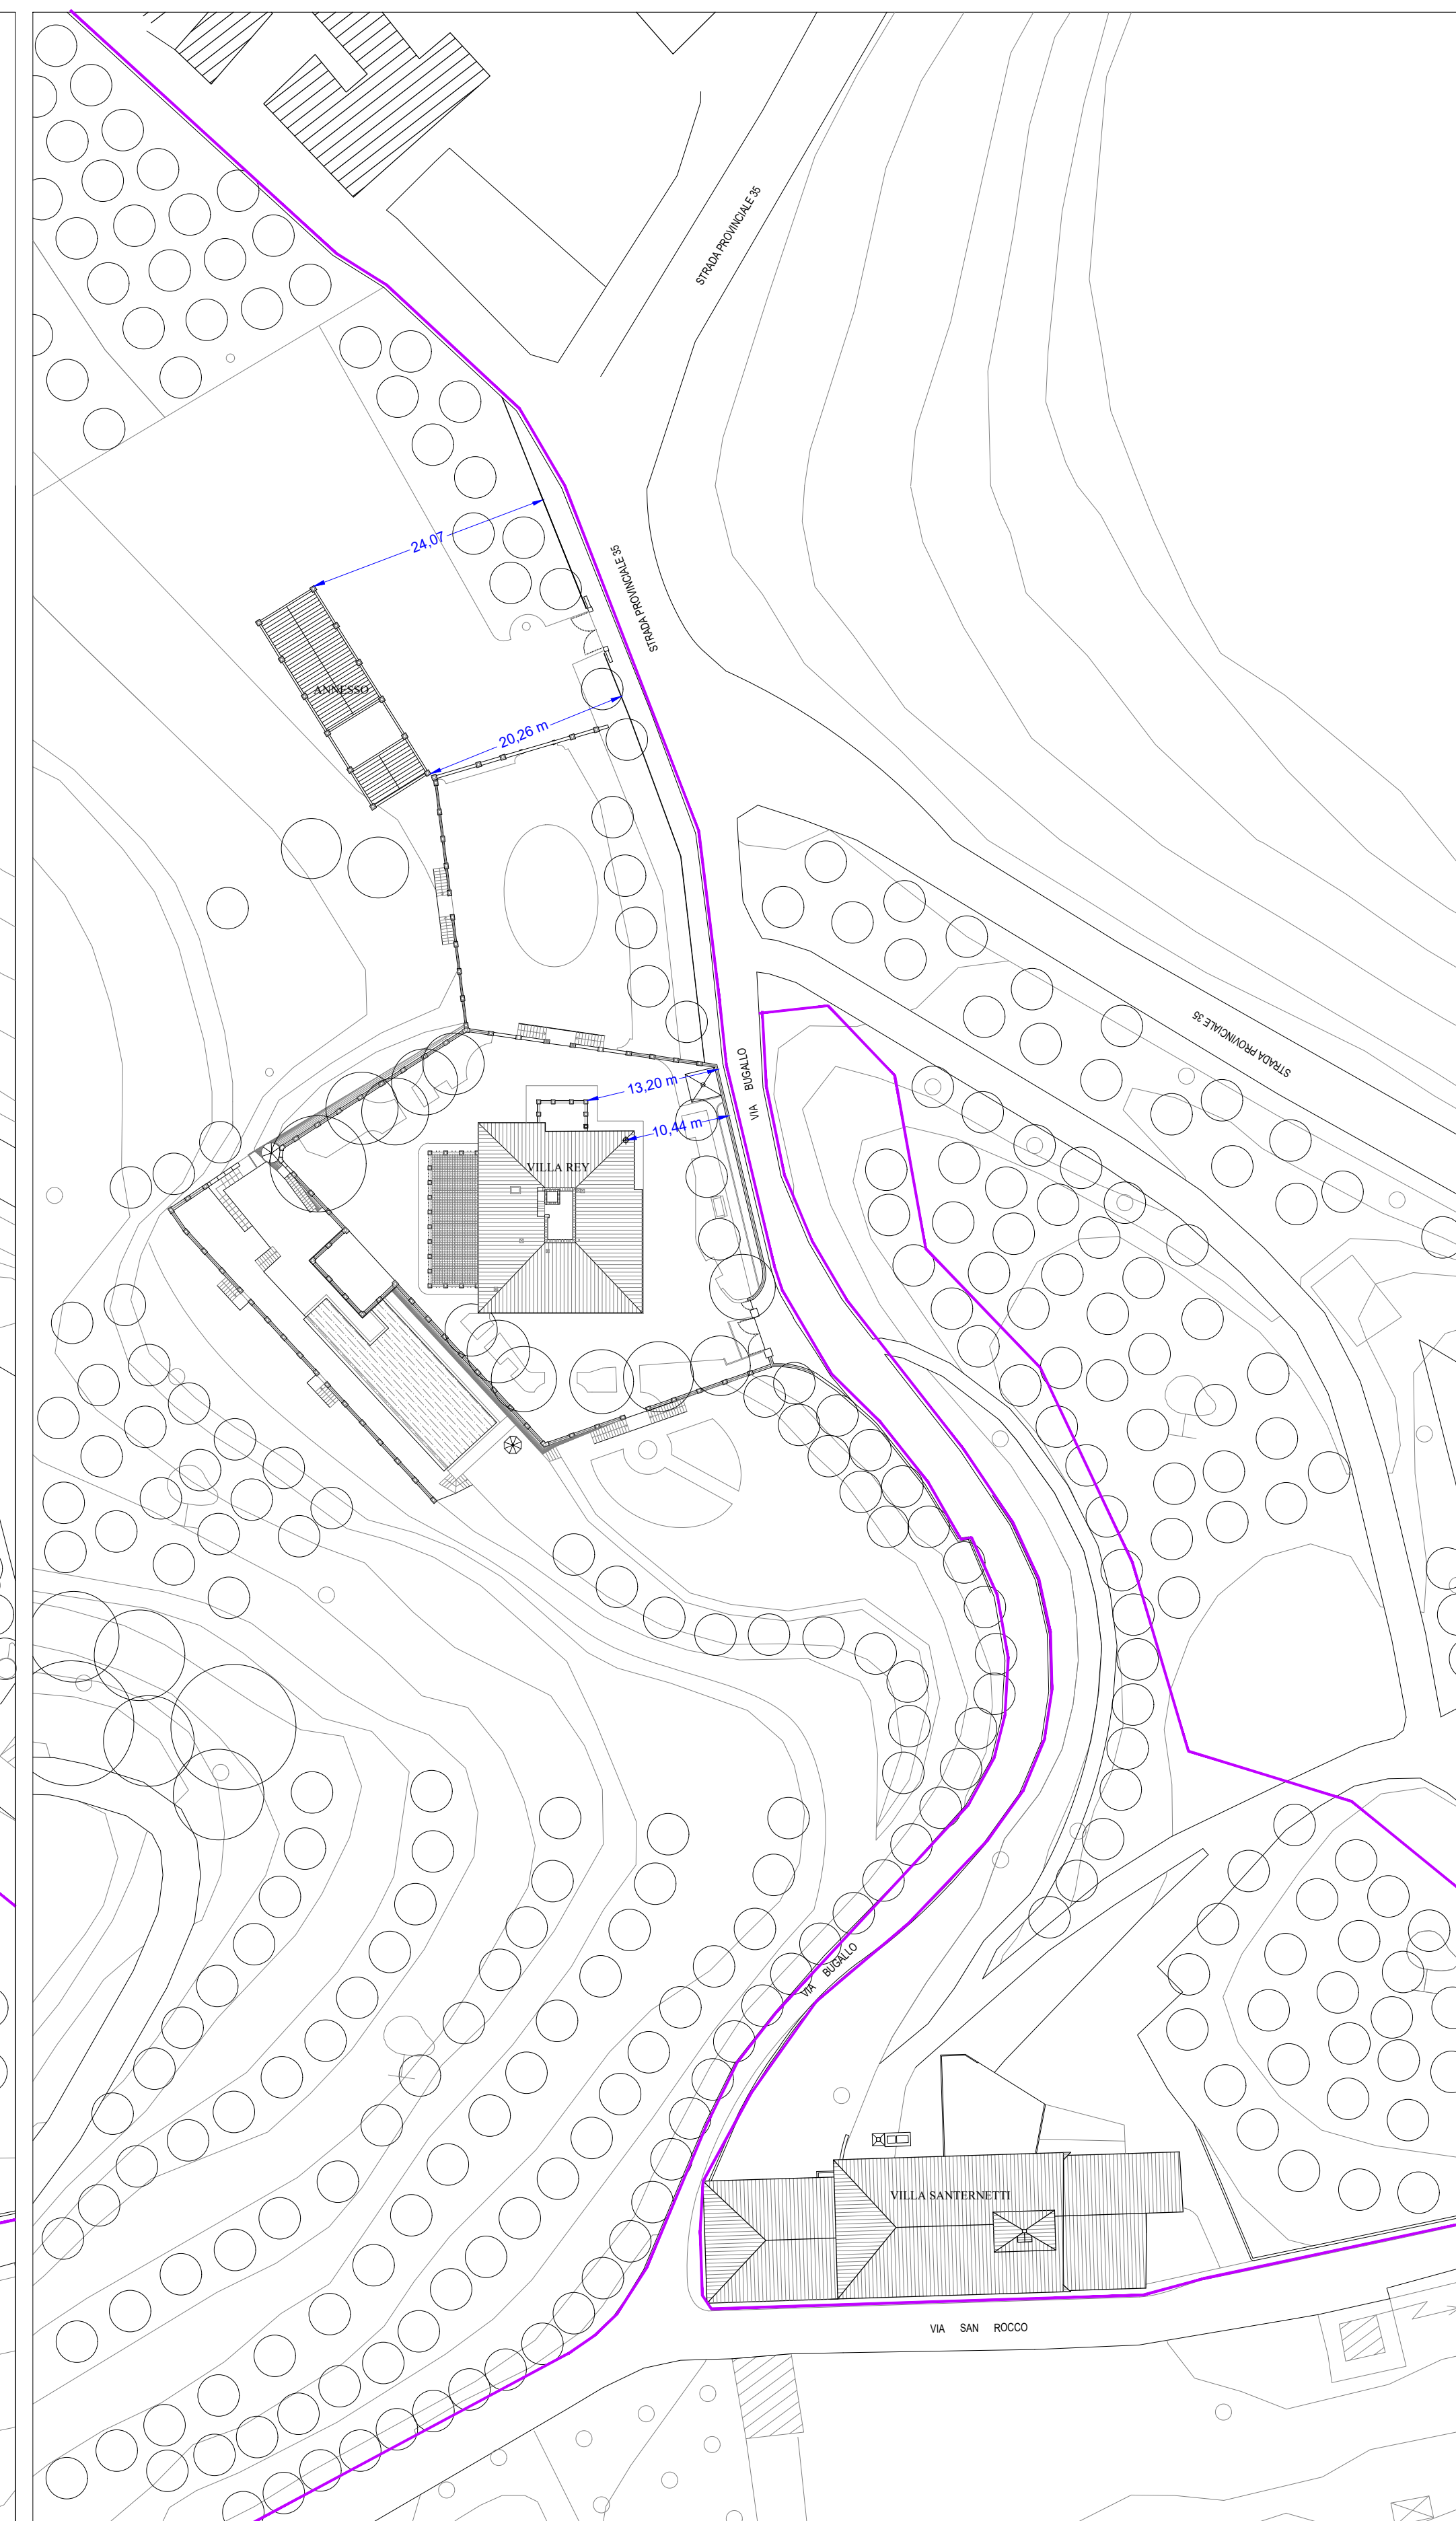 STRADA PROVINCIALE 35
24,07
STRADA PROVINCIALE 35
ANNESSO
20,26 m
STRADA PROVINCIALE 35
VIA BUGALLO
13,20 m
10,44 m
VILLA REY
VIA BUGALLO
VILLA SANTERNETTI
VIA SAN ROCCO